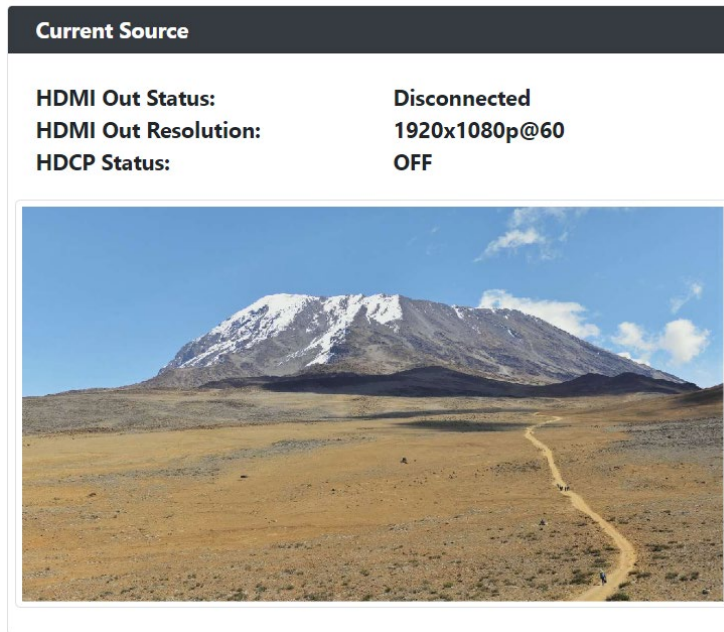 Current Source
HDMI Out Status: Disconnected
HDMI Out Resolution: 1920x1080p@60
HDCP Status: OFF